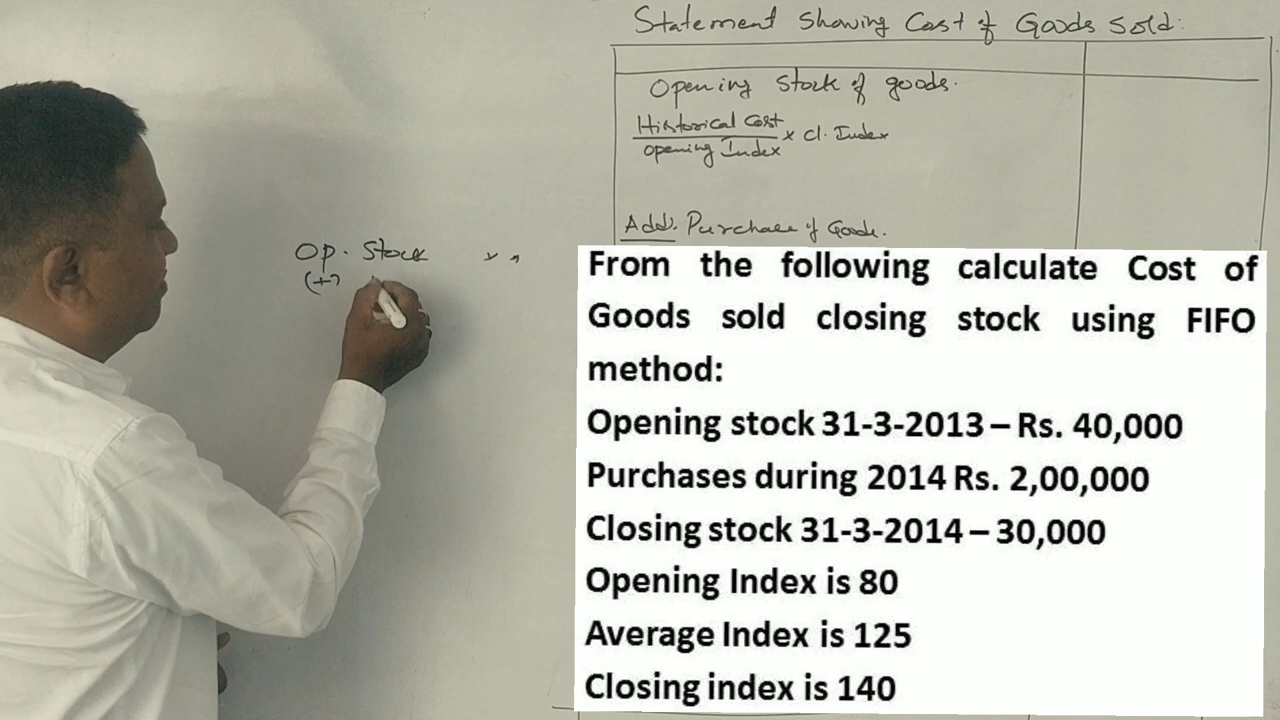 Statement Showing Cost of Goods Sold:
Opening Stock of goods.
Historical Cost
Opening Index
x cl. Index
Add: Purchase of Goods.
Op. Stock
(+)
From the following calculate Cost of
Goods sold closing stock using FIFO
method:
Opening stock 31-3-2013 – Rs. 40,000
Purchases during 2014 Rs. 2,00,000
Closing stock 31-3-2014 – 30,000
Opening Index is 80
Average Index is 125
Closing index is 140